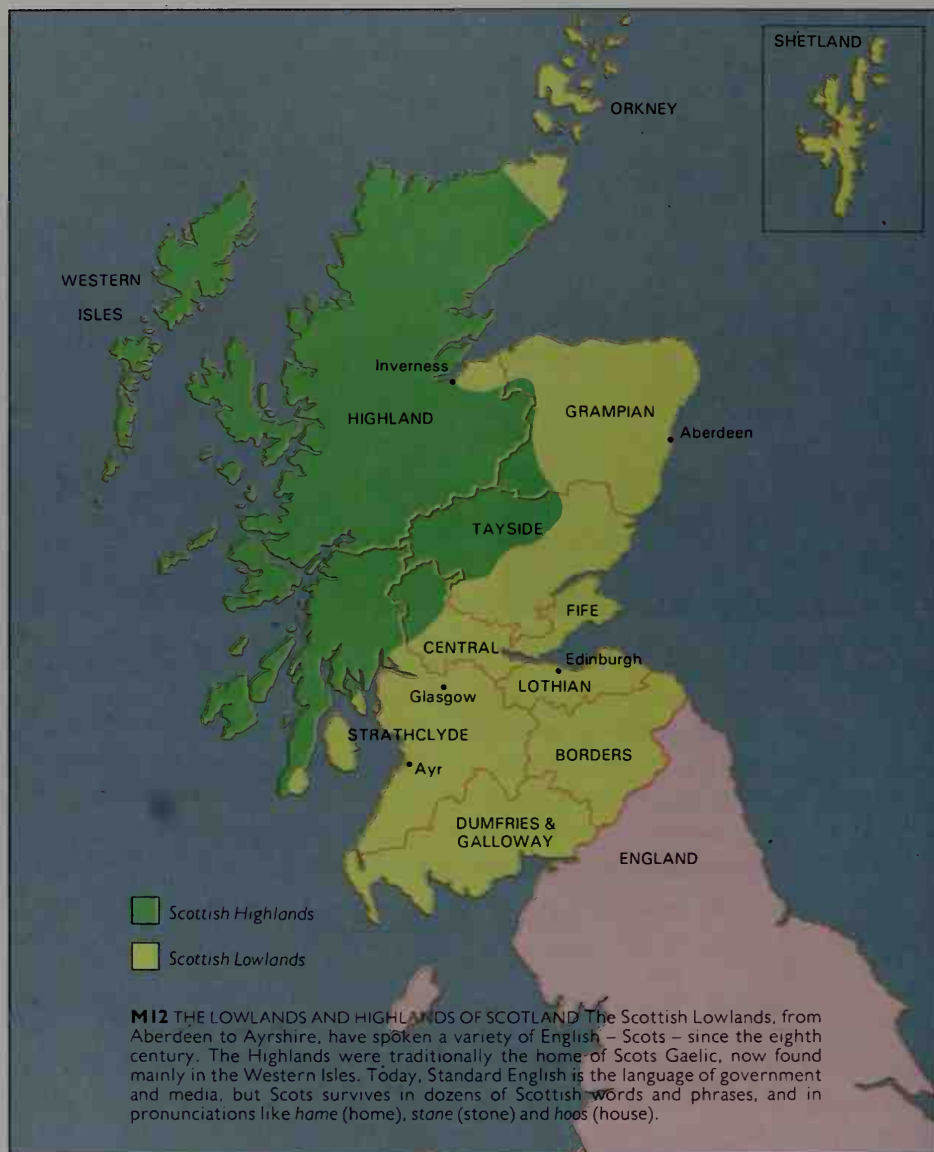 SHETLAND
ORKNEY
WESTERN
ISLES
Inverness
HIGHLAND
GRAMPIAN
Aberdeen
TAYSIDE
FIFE
CENTRAL
Edinburgh
LOTHIAN
Glasgow
STRATHCLYDE
BORDERS
Ayr
DUMFRIES &
GALLOWAY
ENGLAND
Scottish Highlands
Scottish Lowlands
M12 THE LOWLANDS AND HIGHLANDS OF SCOTLAND The Scottish Lowlands, from
Aberdeen to Ayrshire, have spoken a variety of English – Scots – since the eighth
century. The Highlands were traditionally the home of Scots Gaelic, now found
mainly in the Western Isles. Today, Standard English is the language of government
and media, but Scots survives in dozens of Scottish words and phrases, and in
pronunciations like hame (home), stane (stone) and hoos (house).